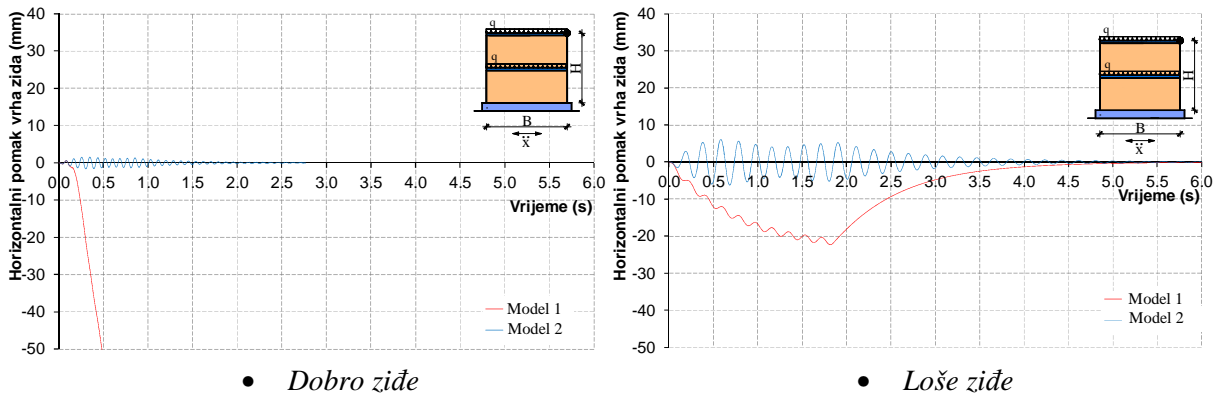 Horizontalni pomak vrha zida (mm)
40
30
20
10
0
-10
-20
-30
-40
-50
0.0 0.5 1.0 1.5 2.0 2.5 3.0 3.5 4.0 4.5 5.0 5.5 6.0
Vrijeme (s)
q
q
H
B
ẍ
Model 1
Model 2
• Dobro ziđe
Horizontalni pomak vrha zida (mm)
40
30
20
10
0
-10
-20
-30
-40
-50
0.0 0.5 1.0 1.5 2.0 2.5 3.0 3.5 4.0 4.5 5.0 5.5 6.0
Vrijeme (s)
q
q
H
B
ẍ
Model 1
Model 2
• Loše ziđe